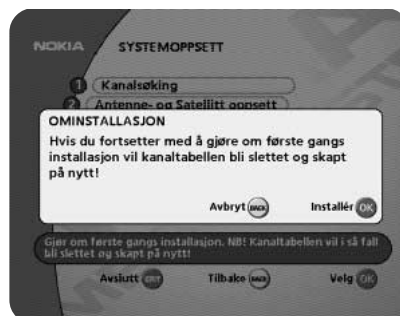 NOKIA
SYSTEMOPPSETT
1 Kanalsøking
2 Antenne- og Satellitt oppsett
OMINSTALLASJON
Hvis du fortsetter med å gjøre om første gangs
installasjon vil kanaltabellen bli slettet og skapt
på nytt!
Avbryt BACK Installér OK
Gjør om første gangs installasjon. NB! Kanaltabellen vil i så fall
bli slettet og skapt på nytt!
Avslutt EXIT Tilbake BACK Velg OK